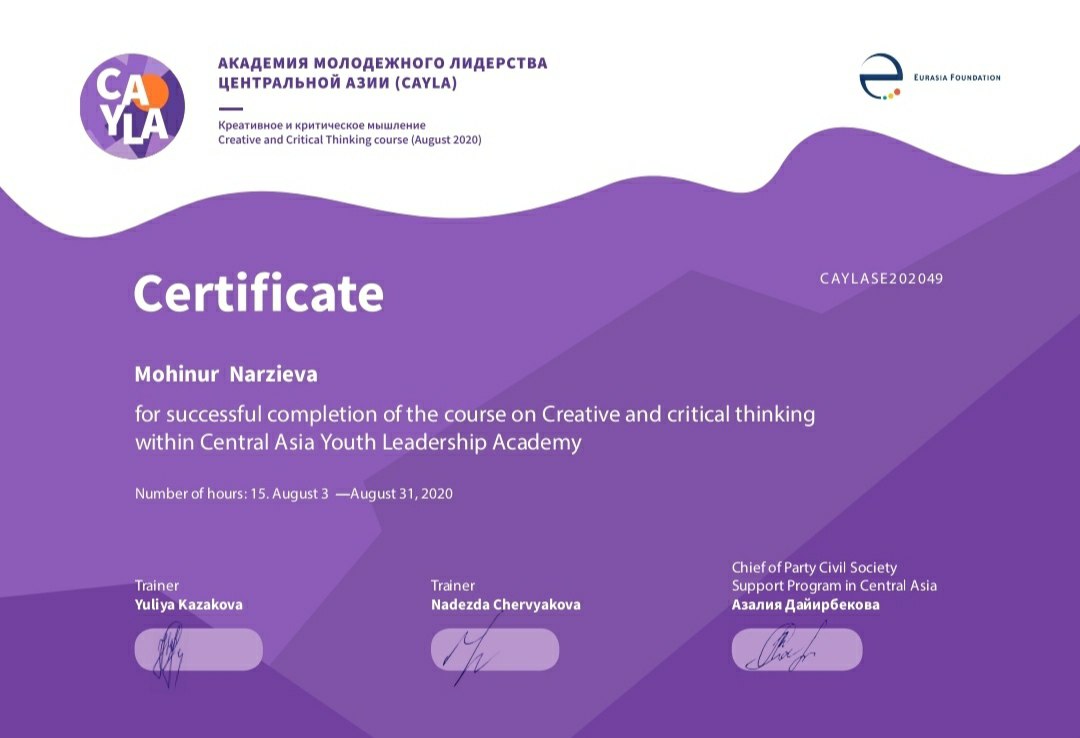 CAYLA
АКАДЕМИЯ МОЛОДЕЖНОГО ЛИДЕРСТВА
ЦЕНТРАЛЬНОЙ АЗИИ (CAYLA)
Креативное и критическое мышление
Creative and Critical Thinking course (August 2020)
EURASIA FOUNDATION
Certificate
CAYLASE202049
Mohinur Narzieva
for successful completion of the course on Creative and critical thinking
within Central Asia Youth Leadership Academy
Number of hours: 15. August 3 —August 31, 2020
Trainer
Yuliya Kazakova
Trainer
Nadezda Chervyakova
Chief of Party Civil Society
Support Program in Central Asia
Азалия Дайирбекова